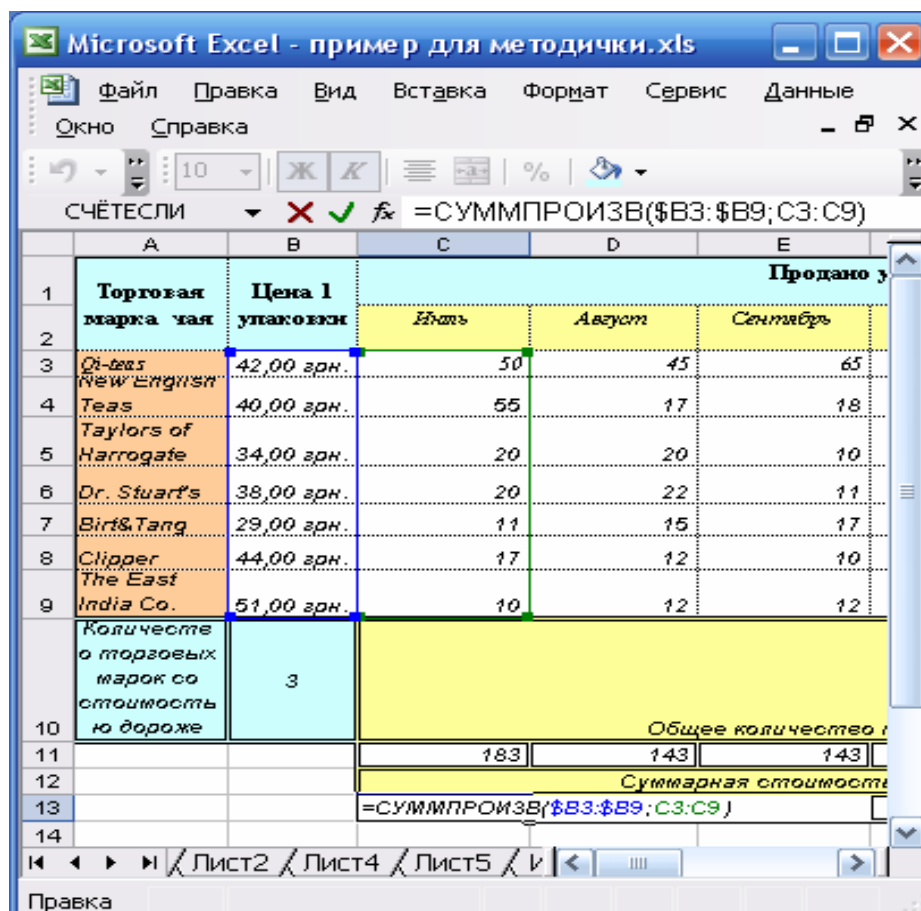 Microsoft Excel - пример для методички.xls
Файл Правка Вид Вставка Формат Сервис Данные
Окно Справка
10 Ж К %
СЧЁТЕСЛИ fx =СУММПРОИЗВ($B3:$B9;C3:C9)
A B C D E
1 Торговая марка чая Цена 1 упаковки Продано у
2 Июль Август Сентябрь
3 Qi-teas 42,00 грн. 50 45 65
4 New English Teas 40,00 грн. 55 17 18
5 Taylors of Harrogate 34,00 грн. 20 20 10
6 Dr. Stuart's 38,00 грн. 20 22 11
7 Birt&Tang 29,00 грн. 11 15 17
8 Clipper 44,00 грн. 17 12 10
9 The East India Co. 51,00 грн. 10 12 12
Количеств
о торговых
марок со
стоимость
10 ю дороже 3 Общее количество
11 183 143 143
12 Суммарная стоимость
13 =СУММПРОИЗВ($B3:$B9;C3:C9)
14
Лист2 Лист4 Лист5 И
Правка